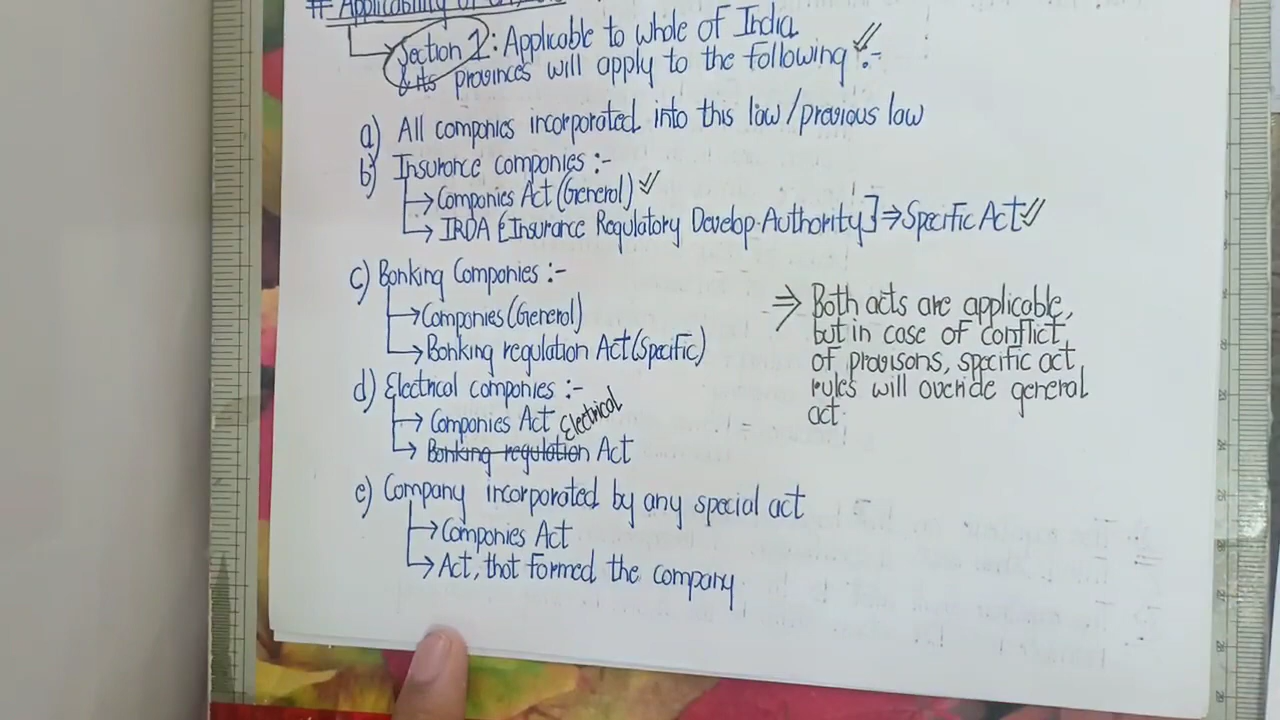 # Applicability of
Section 1: Applicable to whole of India
& its provinces will apply to the following :-
a) All companies incorporated into this law/previous law
b) Insurance companies :-
→ Companies Act (General)
→ IRDA [Insurance Regulatory Develop. Authority] ⇒ Specific Act
c) Banking Companies :-
→ Companies (General)
→ Banking regulation Act (Specific)
d) Electrical companies :-
→ Companies Act
Electrical
→ Banking regulation Act
e) Company incorporated by any special act
→ Companies Act
→ Act, that formed the company
⇒ Both acts are applicable,
but in case of conflict
of provisons, specific act
rules will override general
act.